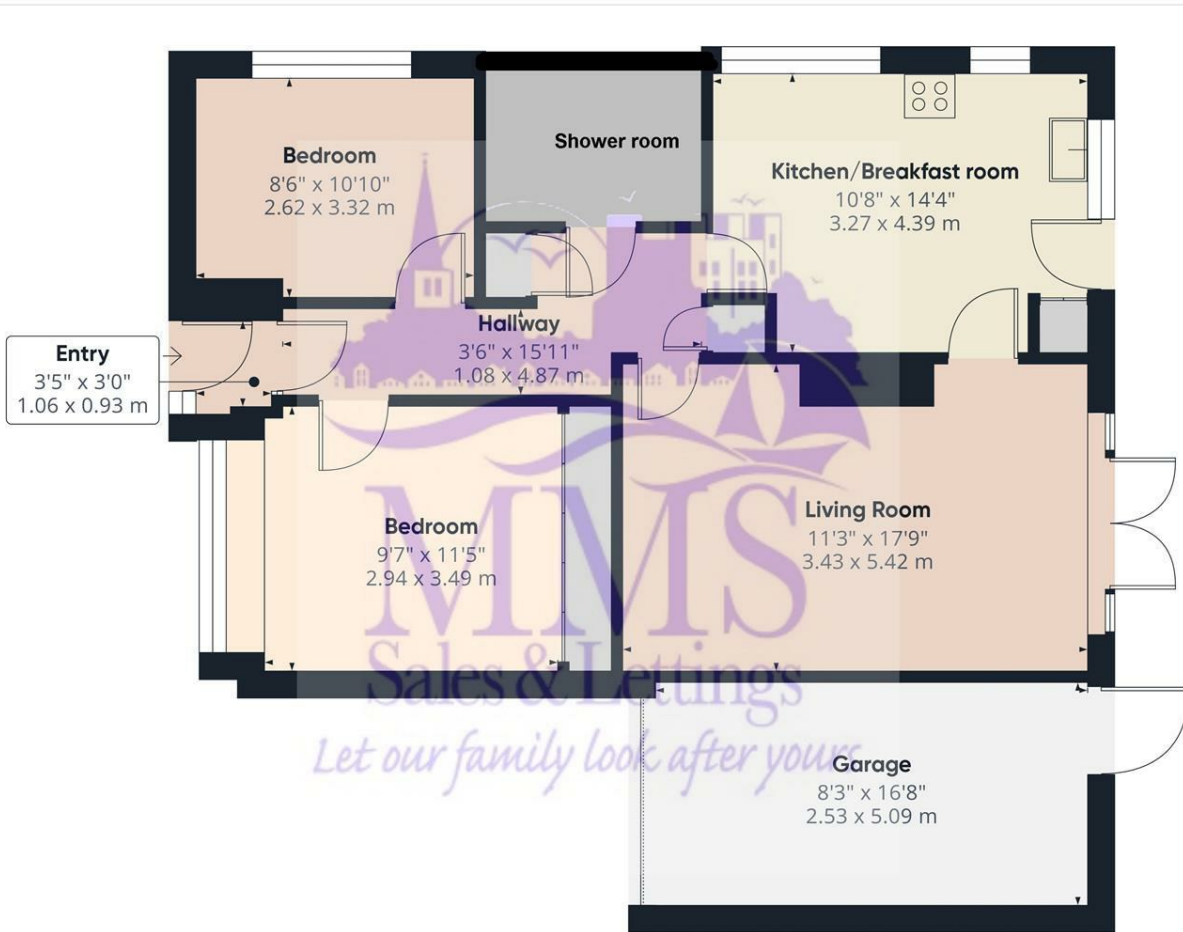 Bedroom
8'6" x 10'10"
2.62 x 3.32 m
Shower room
Kitchen/Breakfast room
10'8" x 14'4"
3.27 x 4.39 m
Entry
3'5" x 3'0"
1.06 x 0.93 m
Hallway
3'6" x 15'11"
1.08 x 4.87 m
Bedroom
9'7" x 11'5"
2.94 x 3.49 m
Living Room
11'3" x 17'9"
3.43 x 5.42 m
MMS
Sales & Lettings
Let our family look after yours
Garage
8'3" x 16'8"
2.53 x 5.09 m